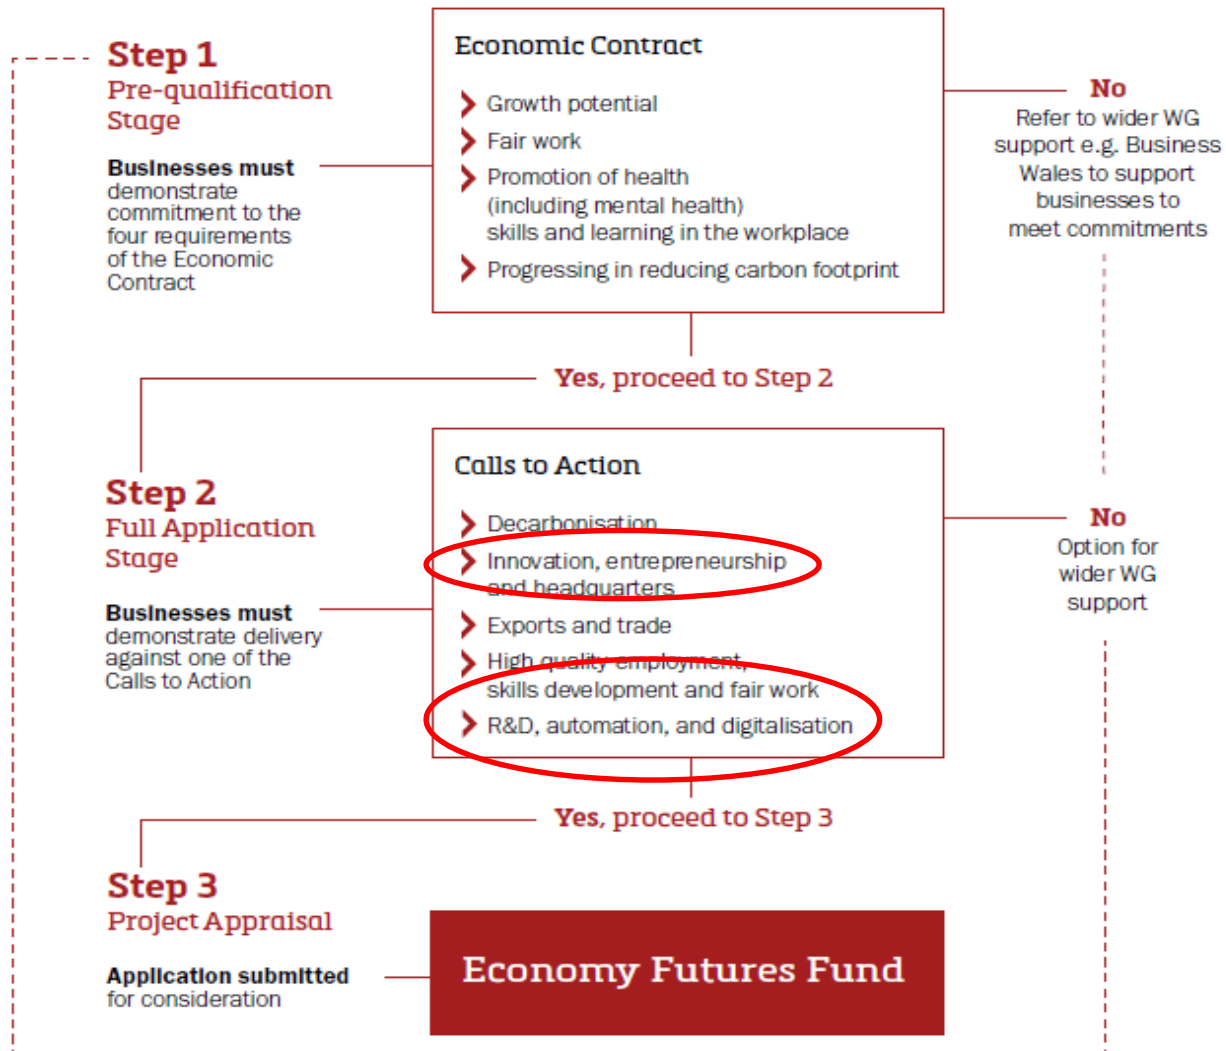 Step 1
Pre-qualification
Stage
Businesses must
demonstrate
commitment to the
four requirements
of the Economic
Contract
Economic Contract
Growth potential
Fair work
Promotion of health
(including mental health)
skills and learning in the workplace
Progressing in reducing carbon footprint
No
Refer to wider WG
support e.g. Business
Wales to support
businesses to
meet commitments
Yes, proceed to Step 2
Step 2
Full Application
Stage
Businesses must
demonstrate delivery
against one of the
Calls to Action
Calls to Action
Decarbonisation
Innovation, entrepreneurship
and headquarters
Exports and trade
High quality employment,
skills development and fair work
R&D, automation, and digitalisation
No
Option for
wider WG
support
Yes, proceed to Step 3
Step 3
Project Appraisal
Application submitted
for consideration
Economy Futures Fund